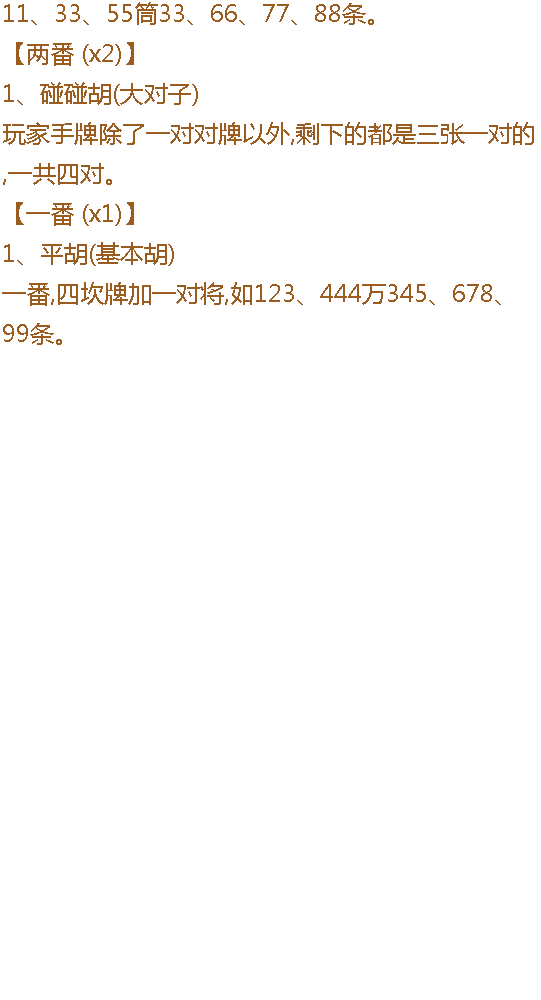 11、33、55筒33、66、77、88条。
【两番 (x2)】
1、碰碰胡(大对子)
玩家手牌除了一对对牌以外,剩下的都是三张一对的
,一共四对。
【一番 (x1)】
1、平胡(基本胡)
一番,四坎牌加一对将,如123、444万345、678、
99条。